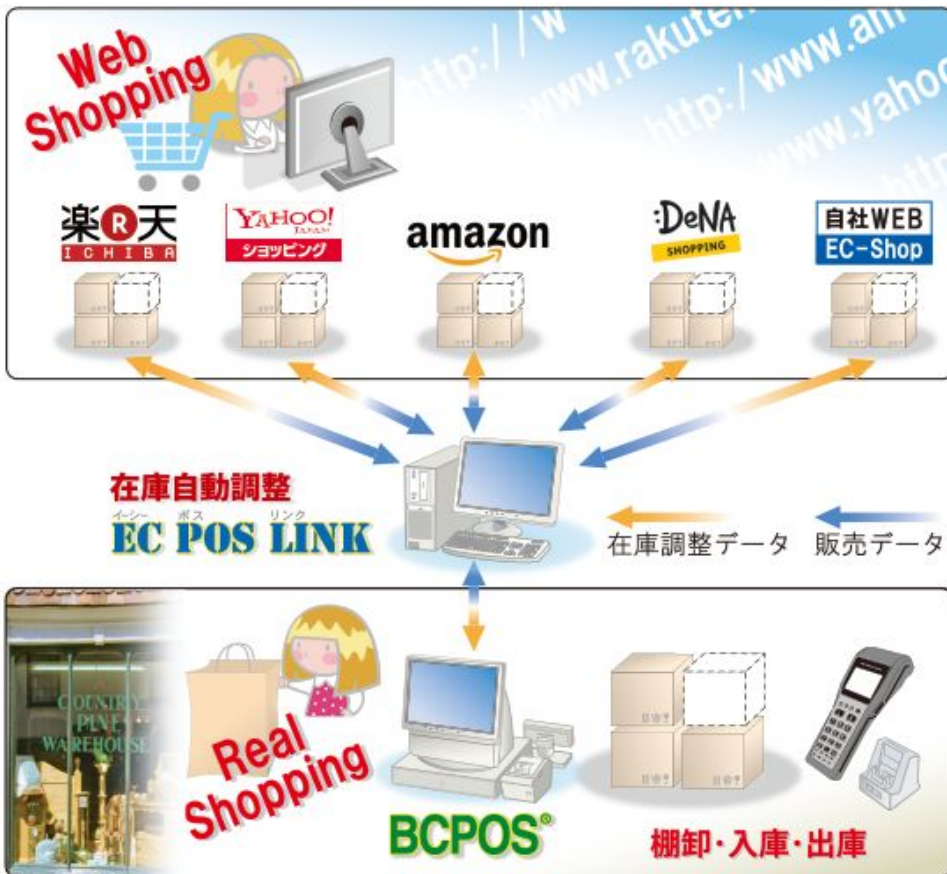 Web
Shopping
http://w
www.rakuten
http:/www.am
www.yahoo
http
楽R天
ICHIBA
YAHOO!
JAPAN
ショッピング
amazon
:DeNA
SHOPPING
自社WEB
EC-Shop
在庫自動調整
イーシー ポス リンク
EC POS LINK
在庫調整データ
販売データ
COUNTRY
PINE
WAREHOUSE
Real
Shopping
BCPOS®
棚卸・入庫・出庫